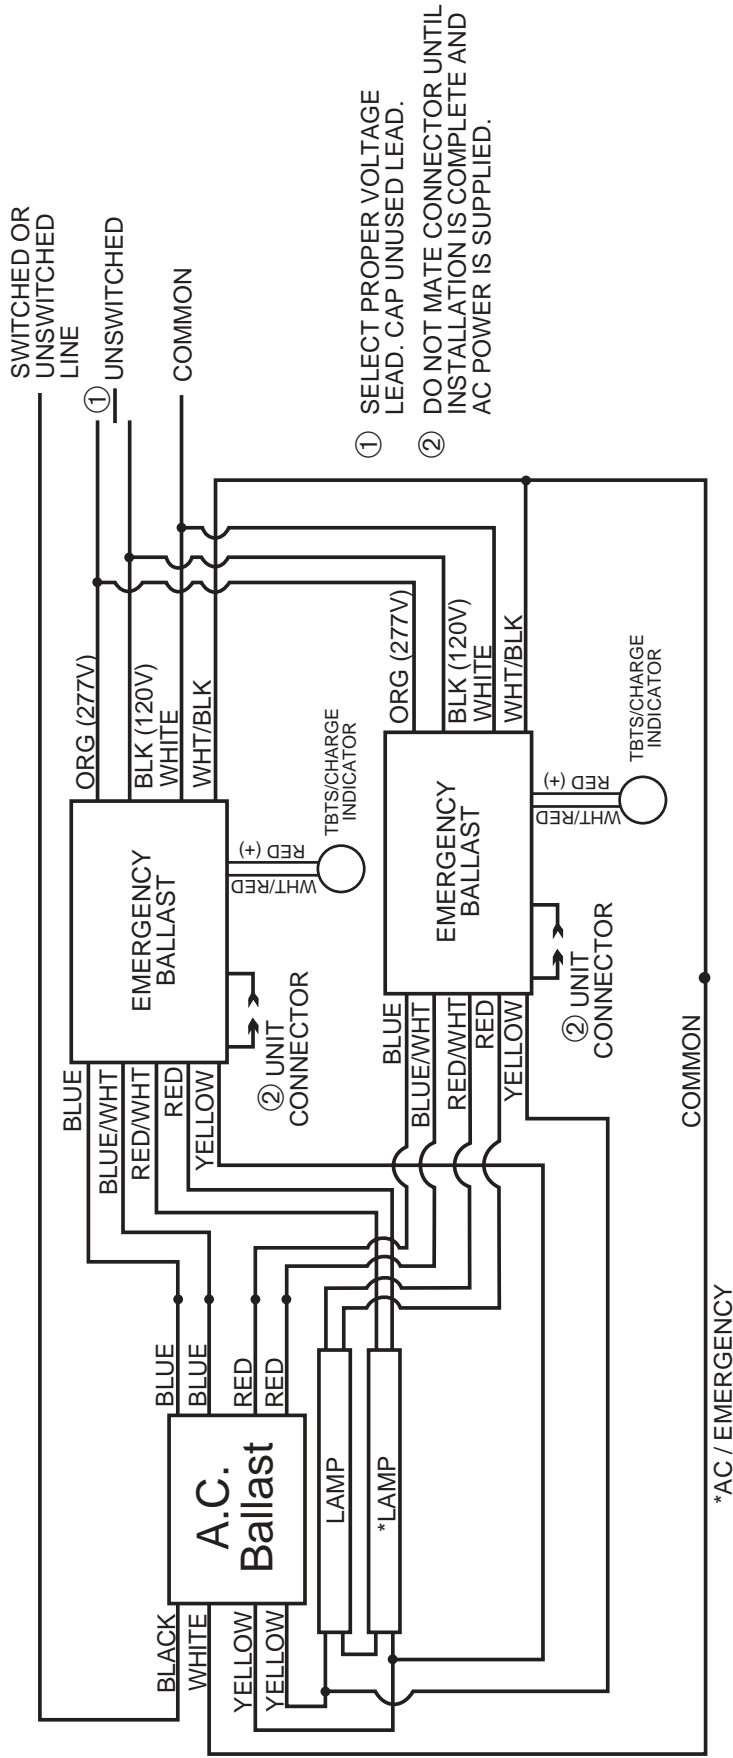 SWITCHED OR
UNSWITCHED
LINE
① UNSWITCHED
COMMON
① SELECT PROPER VOLTAGE
LEAD. CAP UNUSED LEAD.
② DO NOT MATE CONNECTOR UNTIL
INSTALLATION IS COMPLETE AND
AC POWER IS SUPPLIED.
BLACK
WHITE
YELLOW
YELLOW
A.C.
Ballast
BLUE
BLUE
RED
RED
LAMP
*LAMP
BLUE
BLUE/WHT
RED/WHT
RED
YELLOW
EMERGENCY
BALLAST
ORG (277V)
BLK (120V)
WHITE
WHT/BLK
② UNIT
CONNECTOR
WHT/RED
RED (+)
TBTS/CHARGE
INDICATOR
BLUE
BLUE/WHT
RED/WHT
RED
YELLOW
EMERGENCY
BALLAST
ORG (277V)
BLK (120V)
WHITE
WHT/BLK
② UNIT
CONNECTOR
WHT/RED
RED (+)
TBTS/CHARGE
INDICATOR
COMMON
*AC / EMERGENCY